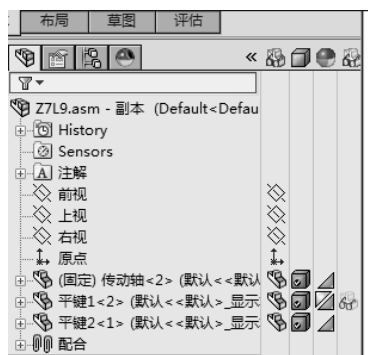 布局 草图 评估
«
Z7L9.asm - 副本 (Default<Defau
History
Sensors
A 注解
前视
上视
右视
原点
(固定) 传动轴<2> (默认<<默认
平键1<2> (默认<<默认>_显示
平键2<1> (默认<<默认>_显示
配合